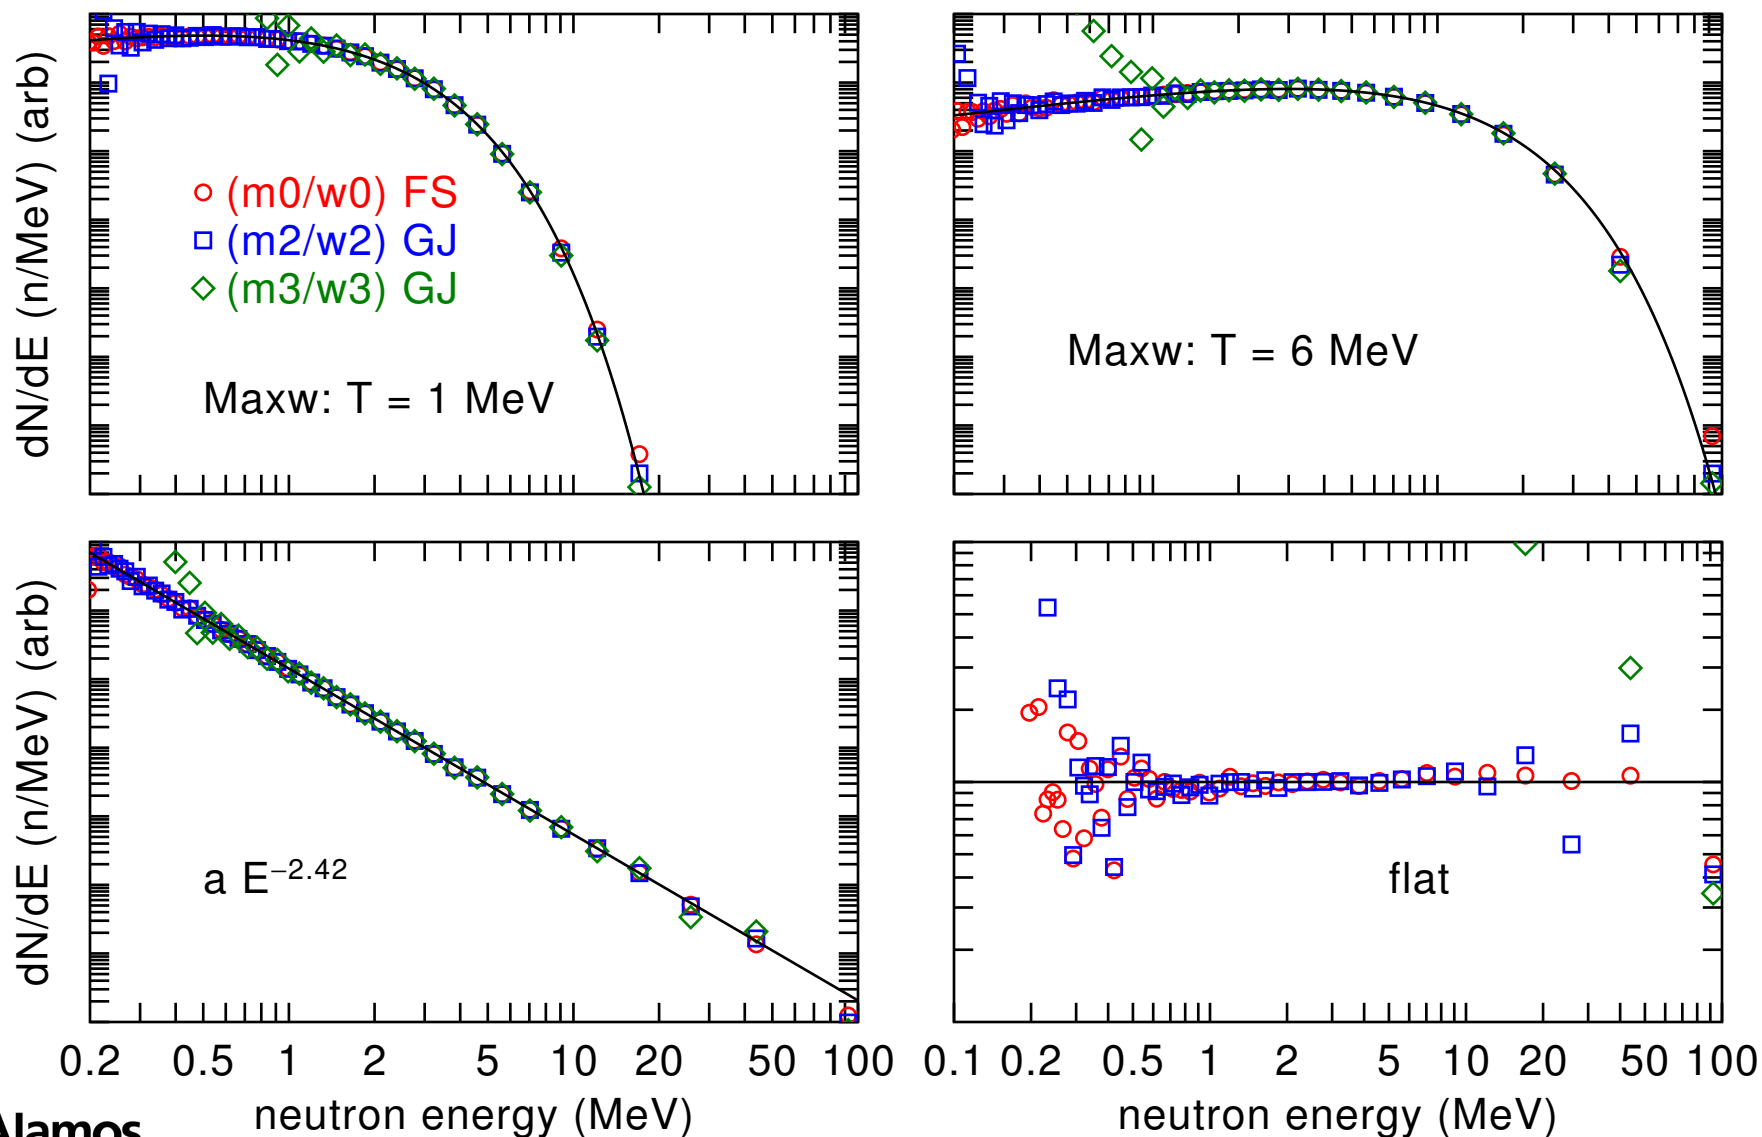 dN/dE (n/MeV) (arb)
(m0/w0) FS
(m2/w2) GJ
(m3/w3) GJ
Maxw: T = 1 MeV
Maxw: T = 6 MeV
dN/dE (n/MeV) (arb)
a E−2.42
flat
0.2 0.5 1 2 5 10 20 50 100
0.1 0.2 0.5 1 2 5 10 20 50 100
neutron energy (MeV)
neutron energy (MeV)
Alamos